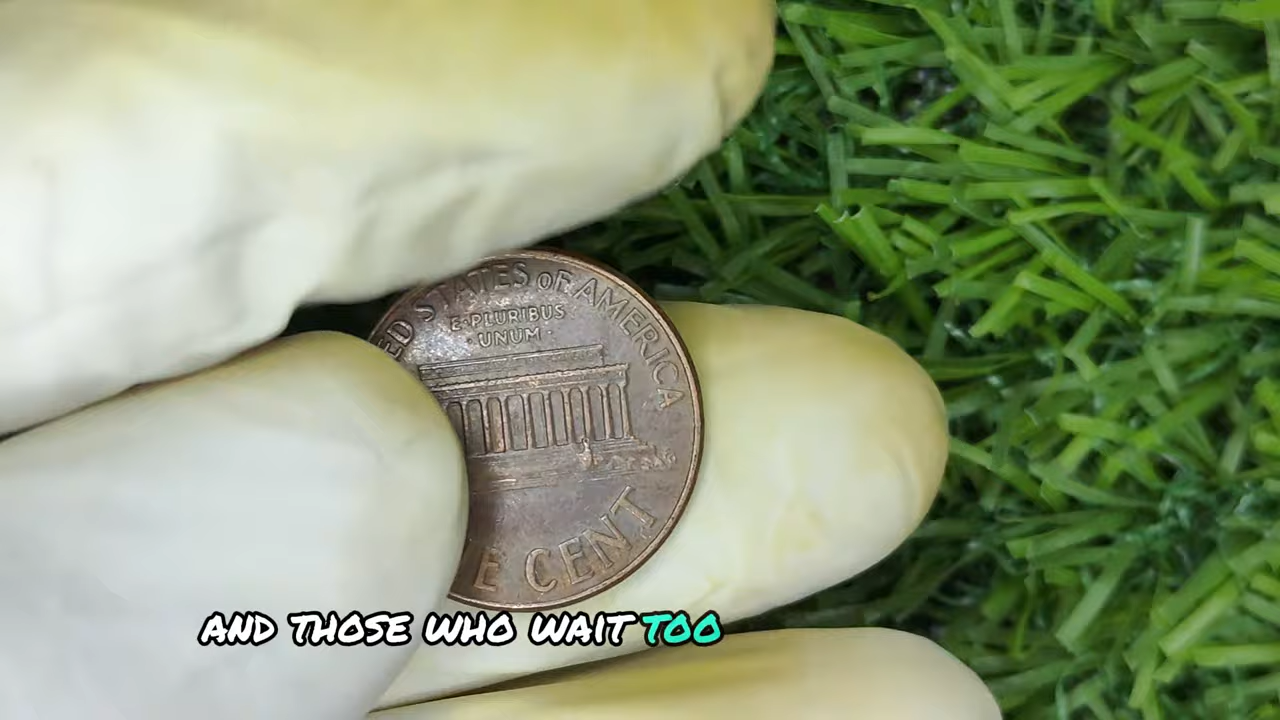 ED STATES OF AMERICA
E·PLURIBUS
·UNUM·
E CENT
AND THOSE WHO WAIT TOO